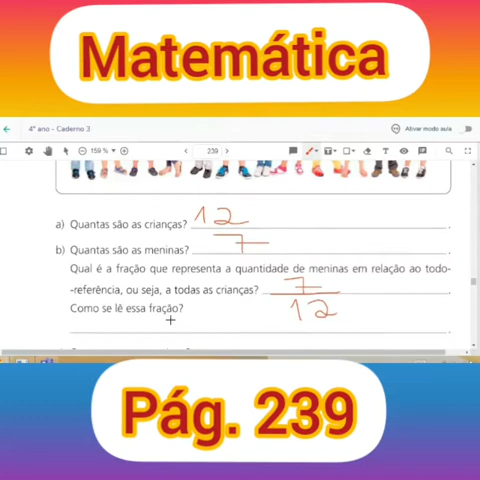 Matemática
4º ano - Caderno 3
Ativar modo aula
159 %
239
a) Quantas são as crianças? 12.
b) Quantas são as meninas? 7.
Qual é a fração que representa a quantidade de meninas em relação ao todo-
-referência, ou seja, a todas as crianças? 7/12.
Como se lê essa fração?
Pág. 239